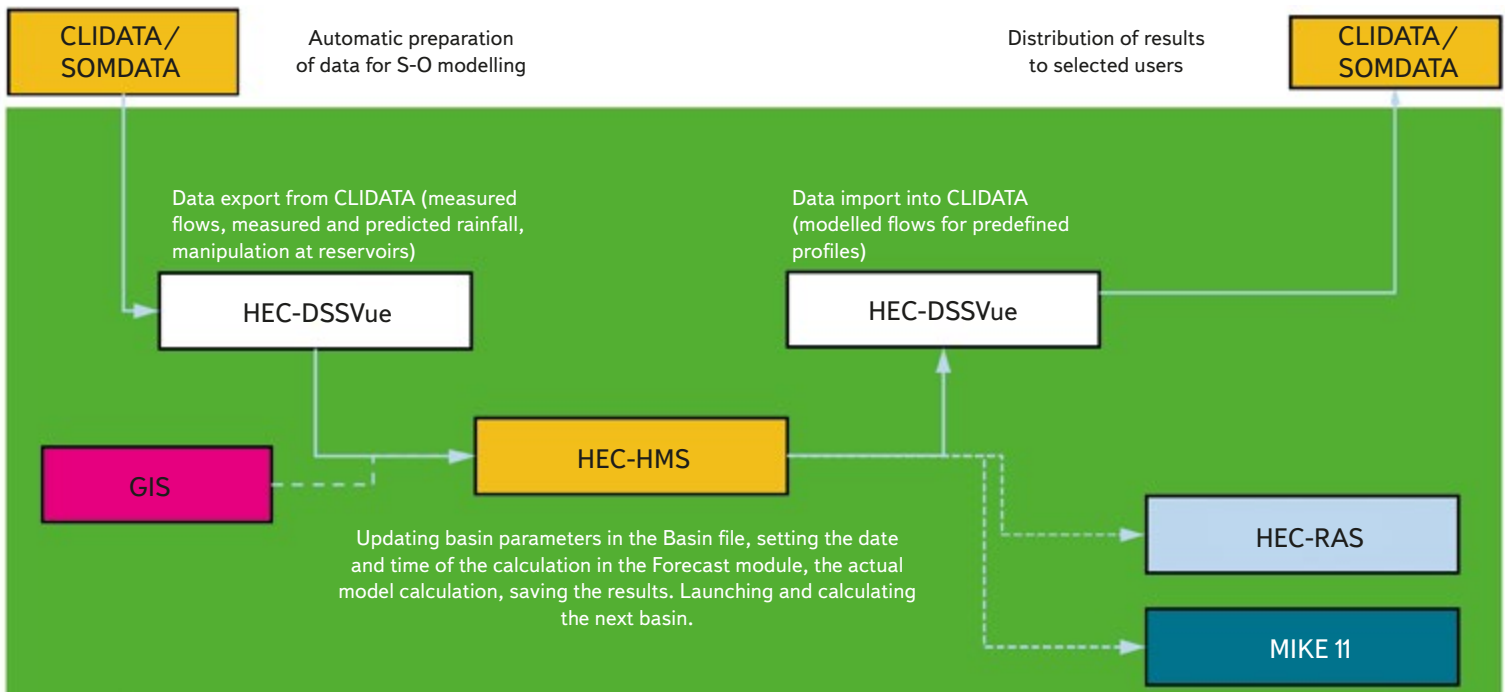 CLIDATA/
SOMDATA
Automatic preparation
of data for S-O modelling
Distribution of results
to selected users
CLIDATA/
SOMDATA
Data export from CLIDATA (measured
flows, measured and predicted rainfall,
manipulation at reservoirs)
Data import into CLIDATA
(modelled flows for predefined
profiles)
HEC-DSSVue
HEC-DSSVue
GIS
HEC-HMS
Updating basin parameters in the Basin file, setting the date
and time of the calculation in the Forecast module, the actual
model calculation, saving the results. Launching and calculating
the next basin.
HEC-RAS
MIKE 11